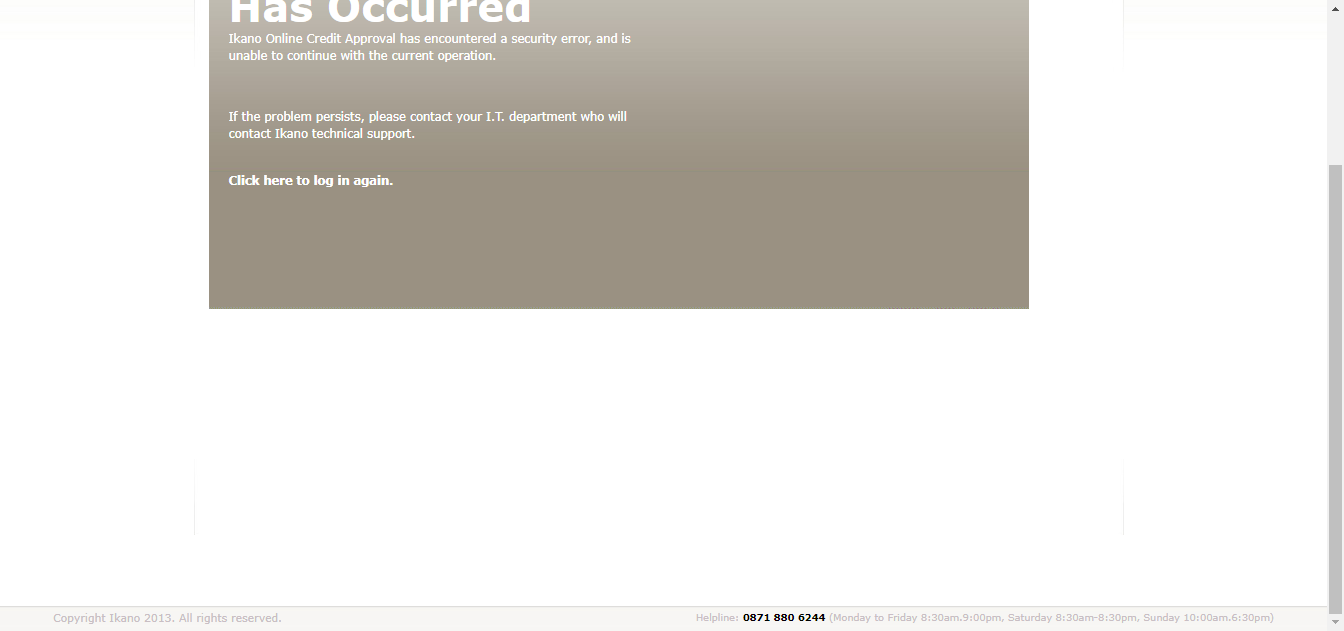 Has Occurred
Ikano Online Credit Approval has encountered a security error, and is
unable to continue with the current operation.
If the problem persists, please contact your I.T. department who will
contact Ikano technical support.
Click here to log in again.
Copyright Ikano 2013. All rights reserved.
Helpline: 0871 880 6244 (Monday to Friday 8:30am.9:00pm, Saturday 8:30am-8:30pm, Sunday 10:00am.6:30pm)